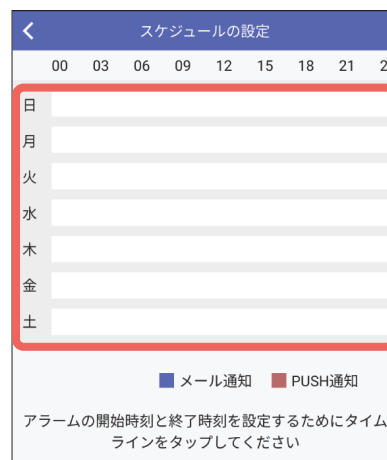 スケジュールの設定
00 03 06 09 12 15 18 21 2
日
月
火
水
木
金
土
メール通知 PUSH通知
アラームの開始時刻と終了時刻を設定するためにタイム
ラインをタップしてください